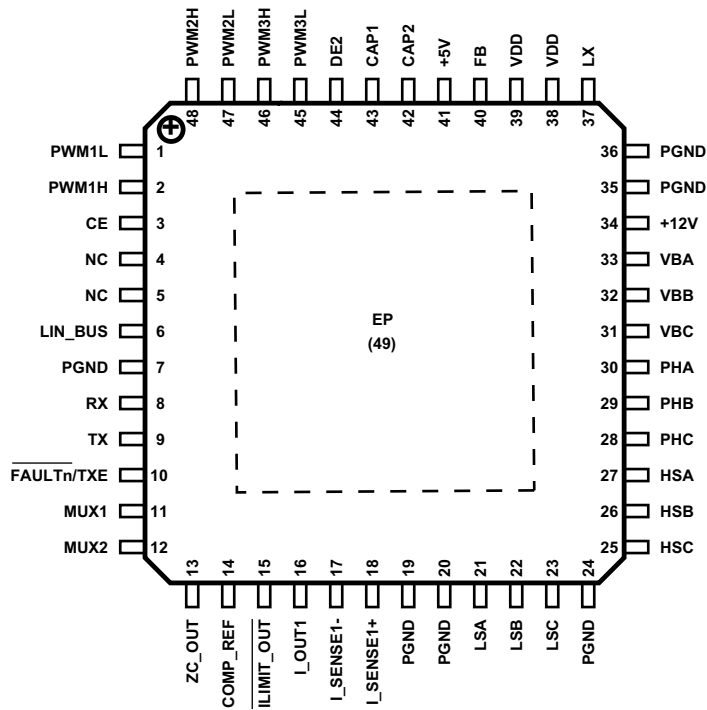 PWM2H
PWM2L
PWM3H
PWM3L
DE2
CAP1
CAP2
+5V
FB
VDD
VDD
LX
48
47
46
45
44
43
42
41
40
39
38
37
PWM1L 1
PWM1H 2
CE 3
NC 4
NC 5
LIN_BUS 6
PGND 7
RX 8
TX 9
FAULTn/TXE 10
MUX1 11
MUX2 12
EP
(49)
36 PGND
35 PGND
34 +12V
33 VBA
32 VBB
31 VBC
30 PHA
29 PHB
28 PHC
27 HSA
26 HSB
25 HSC
13
14
15
16
17
18
19
20
21
22
23
24
ZC_OUT
COMP_REF
ILIMIT_OUT
I_OUT1
I_SENSE1-
I_SENSE1+
PGND
PGND
LSA
LSB
LSC
PGND